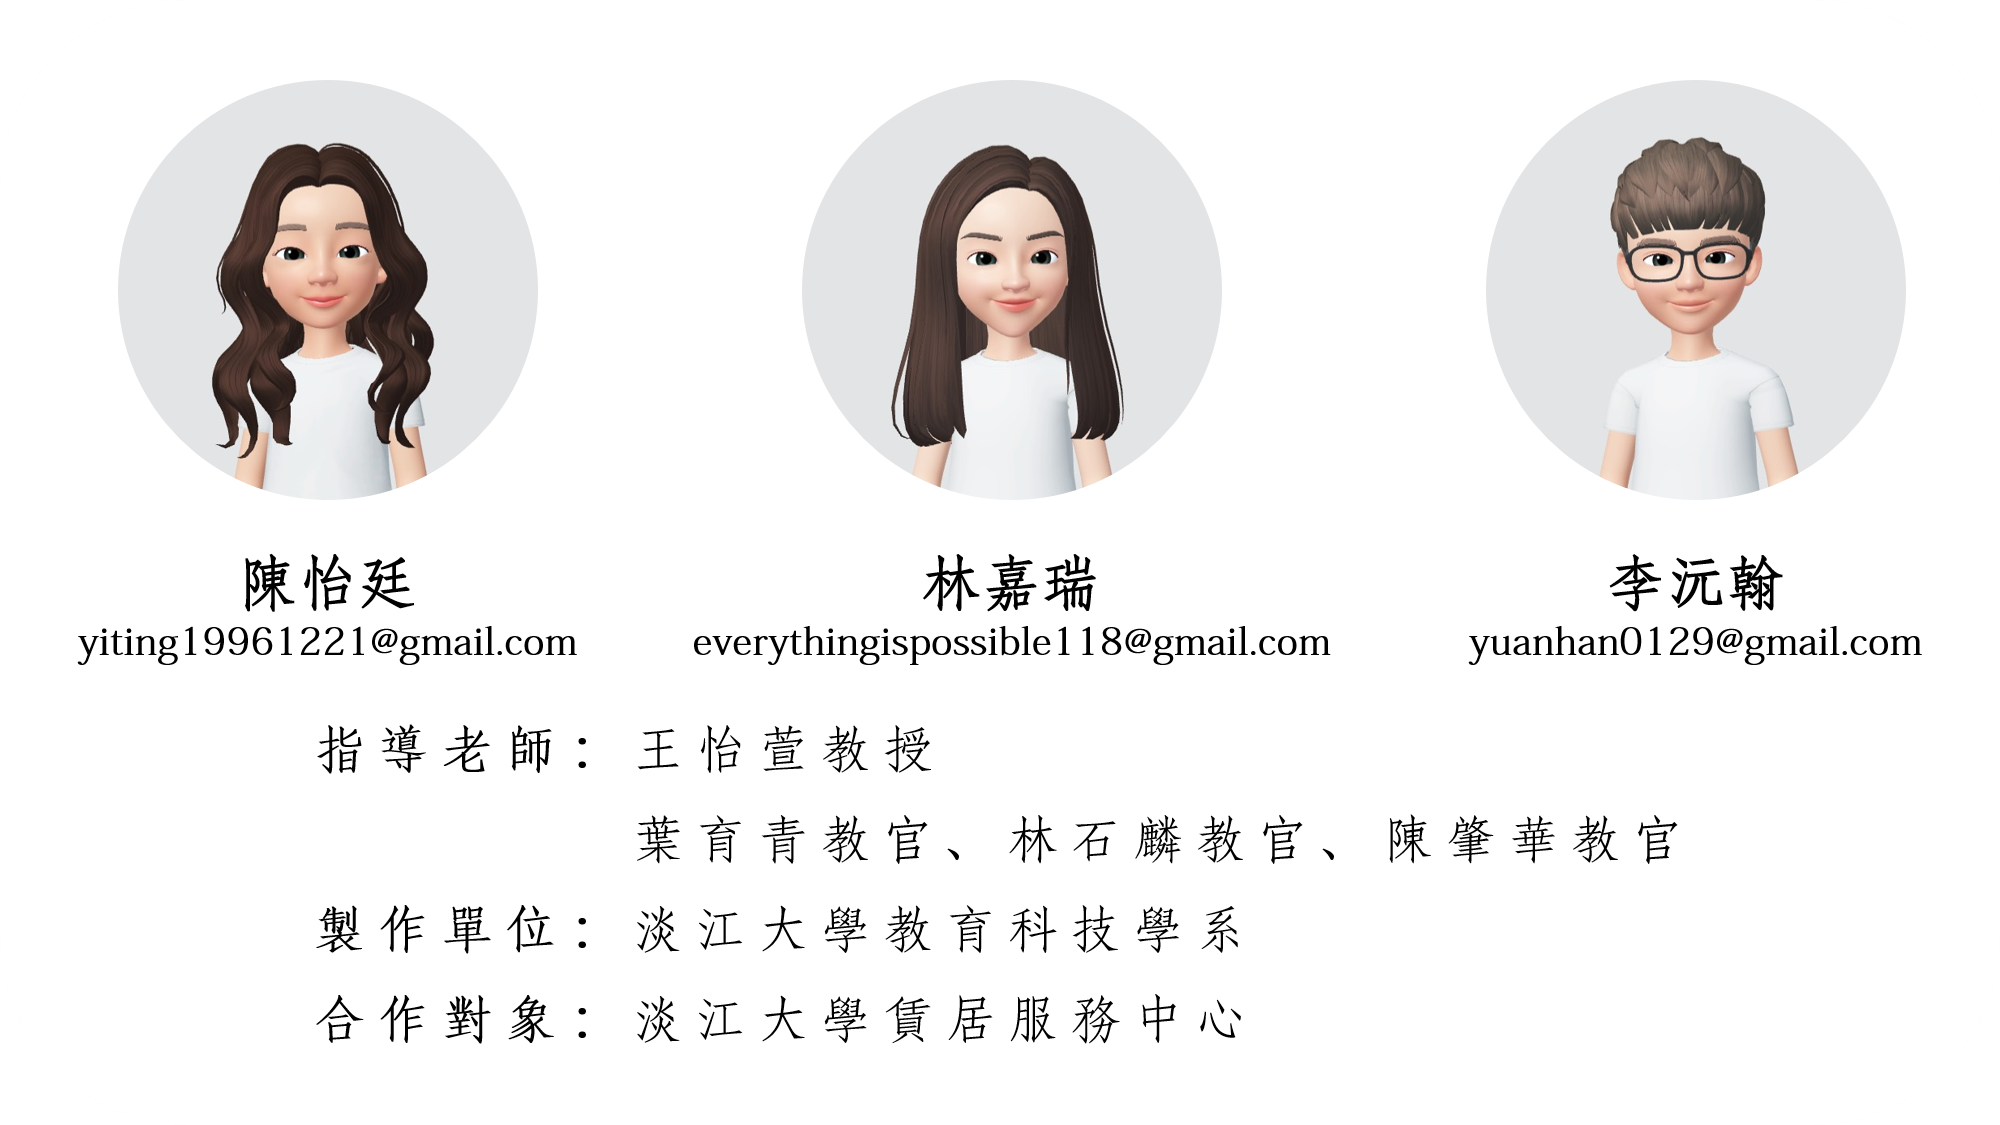 陳怡廷
yiting19961221@gmail.com
林嘉瑞
everythingispossible118@gmail.com
李沅翰
yuanhan0129@gmail.com
指導老師：王怡萱教授
葉育青教官、林石麟教官、陳肇華教官
製作單位：淡江大學教育科技學系
合作對象：淡江大學賃居服務中心